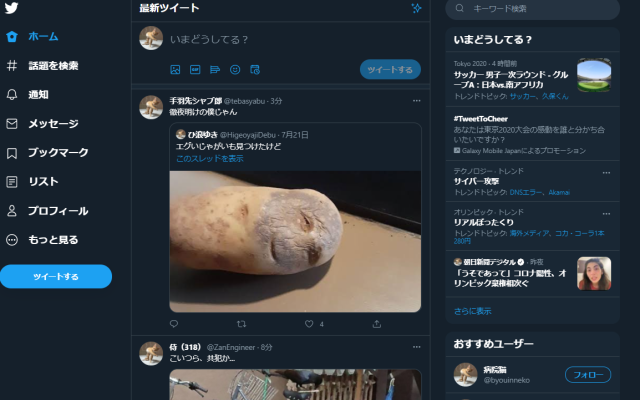 ホーム
話題を検索
通知
メッセージ
ブックマーク
リスト
プロフィール
もっと見る
ツイートする
最新ツイート
いまどうしてる？
GIF
ツイートする
手羽先シャブ郎 @tebasyabu · 3分
徹夜明けの僕じゃん
ひ浪ゆき @HigeoyajiDebu · 7月21日
エグいじゃがいも見つけたけど
このスレッドを表示
4
侍（318） @ZanEngineer · 8分
こいつら、共犯か...
キーワード検索
いまどうしてる？
Tokyo 2020 · 4 時間前
サッカー 男子一次ラウンド - グループA：日本vs.南アフリカ
トレンドトピック: サッカー、久保くん
#TweetToCheer
あなたは東京2020大会の感動を誰と分かち合いたいですか？
Galaxy Mobile Japanによるプロモーション
テクノロジー · トレンド
サイバー攻撃
トレンドトピック: DNSエラー、Akamai
オリンピック · トレンド
リアルぼったくり
トレンドトピック: 海外メディア、コカ・コーラ1本280円
朝日新聞デジタル · 昨夜
「うそであって」コロナ陽性、オリンピック棄権相次ぐ
さらに表示
おすすめユーザー
病院猫
@byouinneko
フォロー